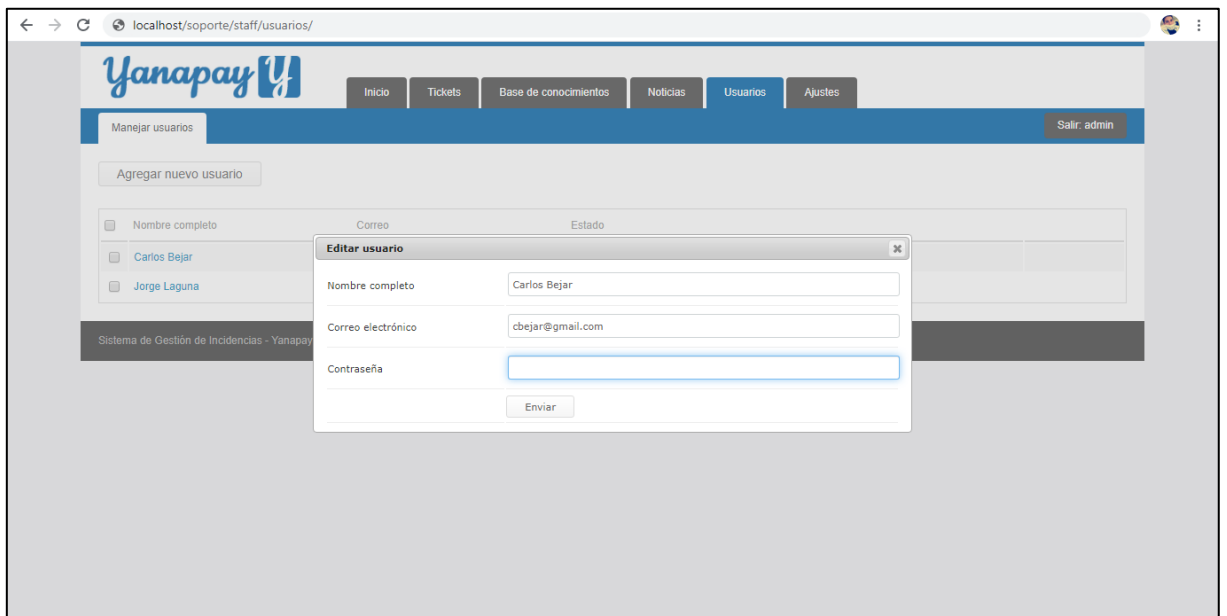 localhost/soporte/staff/usuarios/
Yanapay y
Inicio Tickets Base de conocimientos Noticias Usuarios Ajustes
Manejar usuarios Salir: admin
Agregar nuevo usuario
Nombre completo Correo Estado
Carlos Bejar
Jorge Laguna
Sistema de Gestión de Incidencias - Yanapay
Editar usuario
Nombre completo Carlos Bejar
Correo electrónico cbejar@gmail.com
Contraseña
Enviar